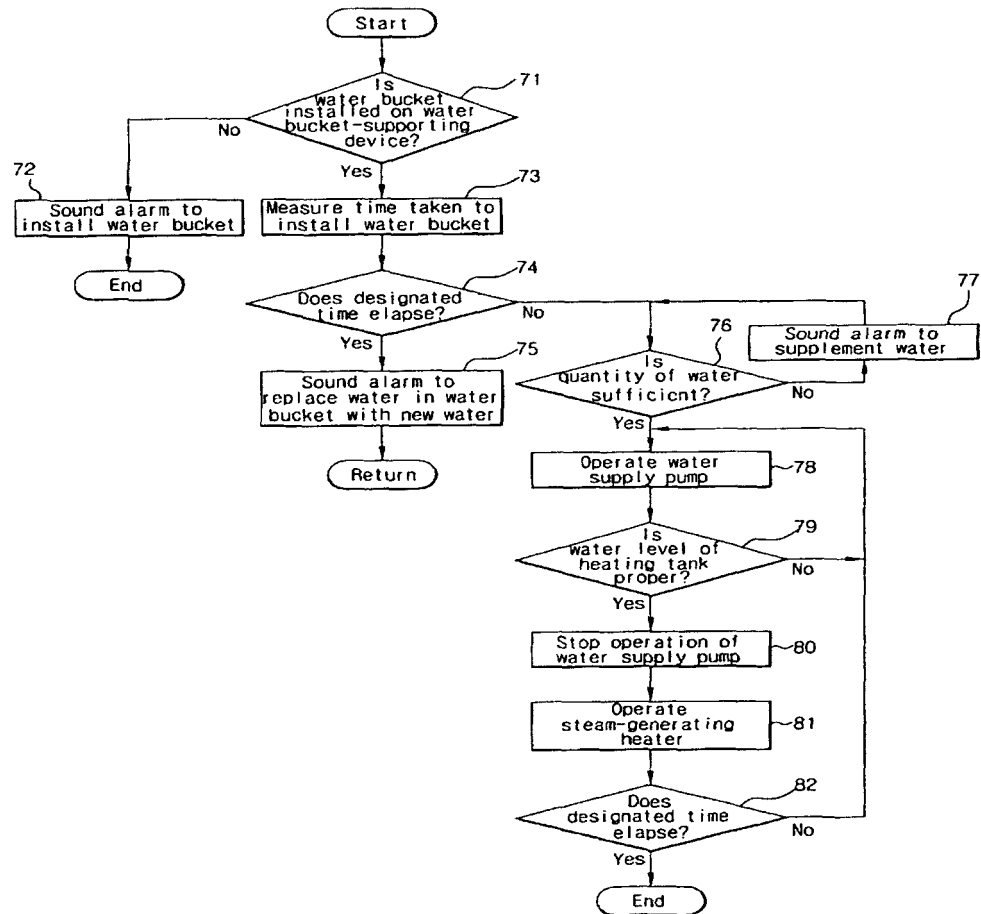 Start
71
Is
water bucket
installed on water
bucket-supporting
device?
No
Yes
72
Sound alarm to
install water bucket
End
73
Measure time taken to
install water bucket
74
Does designated
time elapse?
No
Yes
75
Sound alarm to
replace water in water
bucket with new water
Return
76
Is
quantity of water
sufficient?
No
Yes
77
Sound alarm to
supplement water
Operate water
supply pump
78
79
Is
water level of
heating tank
proper?
No
Yes
Stop operation of
water supply pump
80
Operate
steam-generating
heater
81
82
Does
designated time
elapse?
No
Yes
End